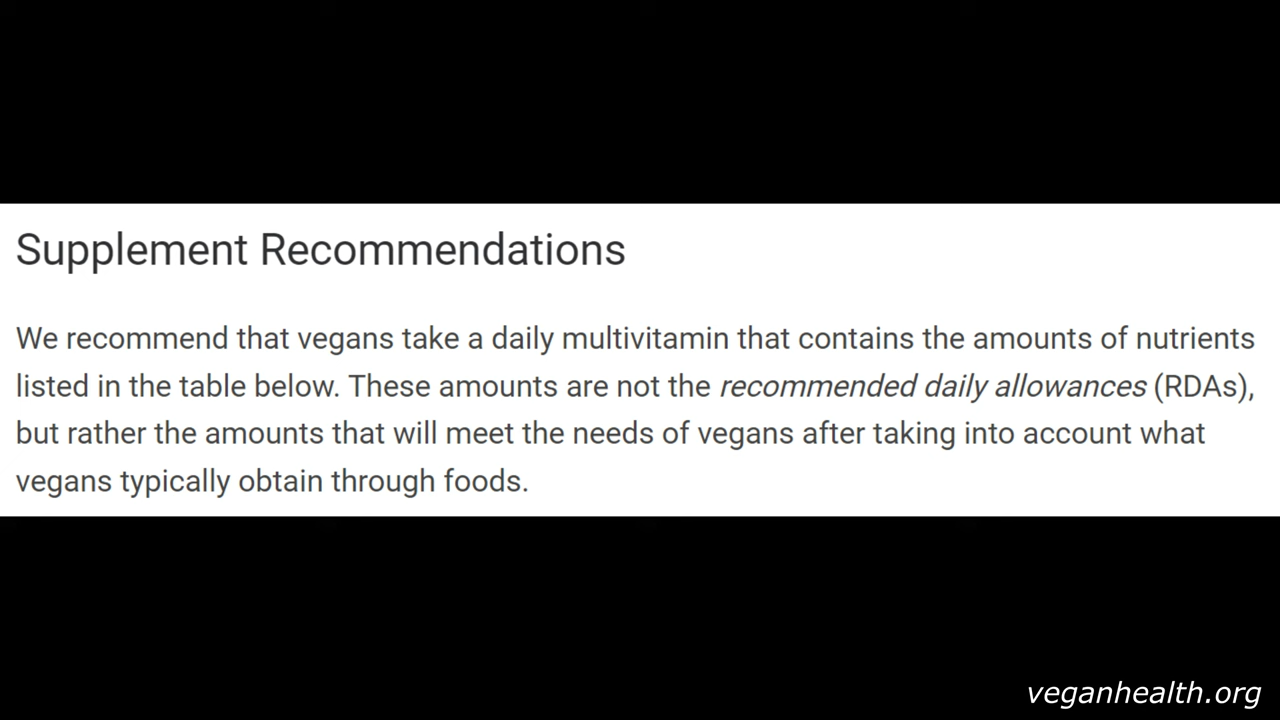 Supplement Recommendations
We recommend that vegans take a daily multivitamin that contains the amounts of nutrients
listed in the table below. These amounts are not the recommended daily allowances (RDAs),
but rather the amounts that will meet the needs of vegans after taking into account what
vegans typically obtain through foods.
veganhealth.org